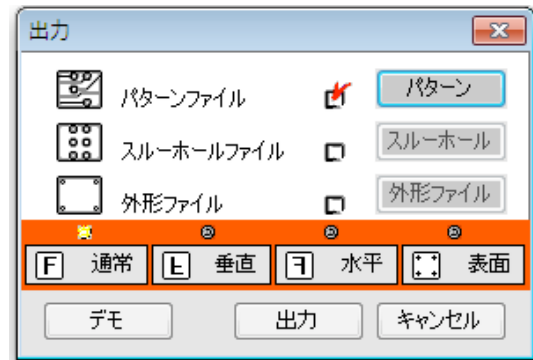 出力
パターンファイル パターン
スルーホールファイル スルーホール
外形ファイル 外形ファイル
F 通常 F 垂直 F 水平 表面
デモ 出力 キャンセル